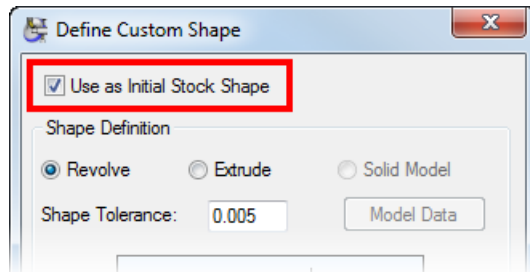 Define Custom Shape
Use as Initial Stock Shape
Shape Definition
Revolve Extrude Solid Model
Shape Tolerance: 0.005 Model Data